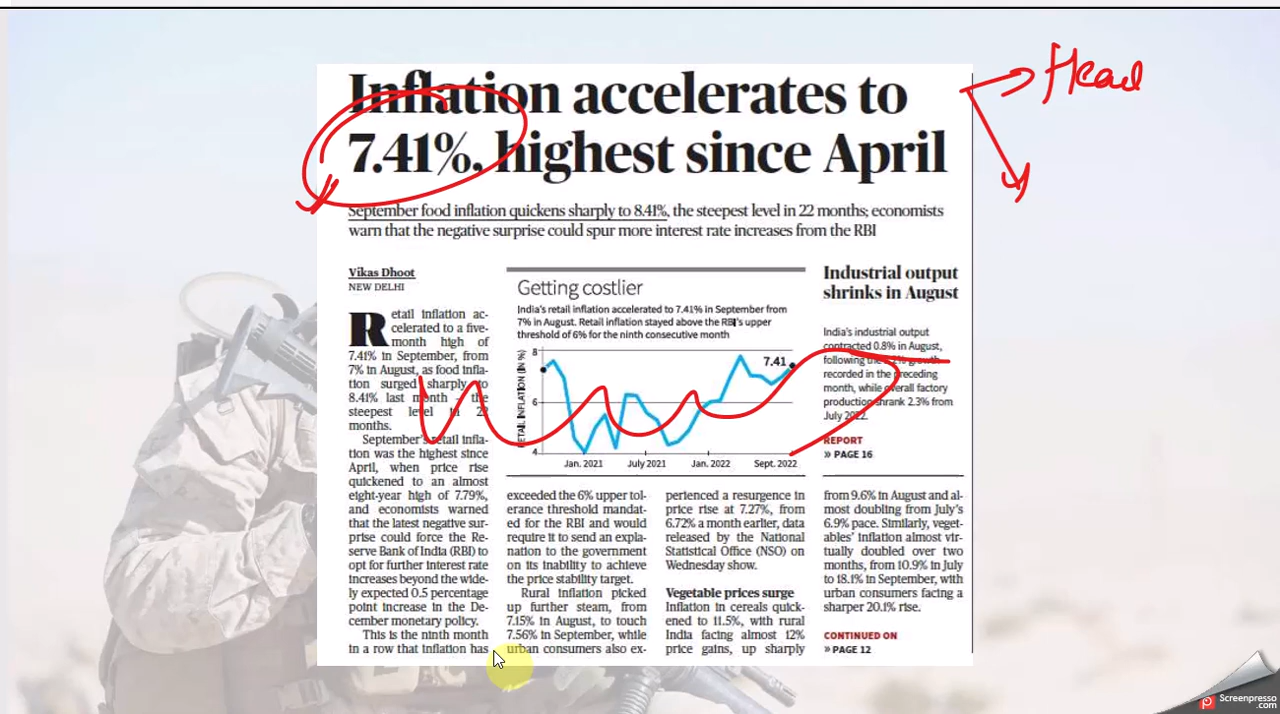 Inflation accelerates to
7.41%, highest since April
Head
September food inflation quickens sharply to 8.41%, the steepest level in 22 months; economists
warn that the negative surprise could spur more interest rate increases from the RBI
Vikas Dhoot
NEW DELHI
Retail inflation ac-
celerated to a five-
month high of
7.41% in September, from
7% in August, as food infla-
tion surged sharply to
8.41% last month – the
steepest level in 22
months.
September's retail infla-
tion was the highest since
April, when price rise
quickened to an almost
eight-year high of 7.79%,
and economists warned
that the latest negative sur-
prise could force the Re-
serve Bank of India (RBI) to
opt for further interest rate
increases beyond the wide-
ly expected 0.5 percentage
point increase in the De-
cember monetary policy.
This is the ninth month
in a row that inflation has
Getting costlier
India's retail inflation accelerated to 7.41% in September from
7% in August. Retail inflation stayed above the RBI's upper
threshold of 6% for the ninth consecutive month
RETAIL INFLATION (IN %)
8
6
4
7.41
Jan. 2021 July 2021 Jan. 2022 Sept. 2022
exceeded the 6% upper tol-
erance threshold mandat-
ed for the RBI and would
require it to send an expla-
nation to the government
on its inability to achieve
the price stability target.
Rural inflation picked
up further steam, from
7.15% in August, to touch
7.56% in September, while
urban consumers also ex-
perienced a resurgence in
price rise at 7.27%, from
6.72% a month earlier, data
released by the National
Statistical Office (NSO) on
Wednesday show.
Vegetable prices surge
Inflation in cereals quick-
ened to 11.5%, with rural
India facing almost 12%
price gains, up sharply
Industrial output
shrinks in August
India's industrial output
contracted 0.8% in August,
following the growth
recorded in the preceding
month, while overall factory
production shrank 2.3% from
July 2022.
REPORT
» PAGE 16
from 9.6% in August and al-
most doubling from July's
6.9% pace. Similarly, veget-
ables' inflation almost vir-
tually doubled over two
months, from 10.9% in July
to 18.1% in September, with
urban consumers facing a
sharper 20.1% rise.
CONTINUED ON
» PAGE 12
Screenpresso
.com